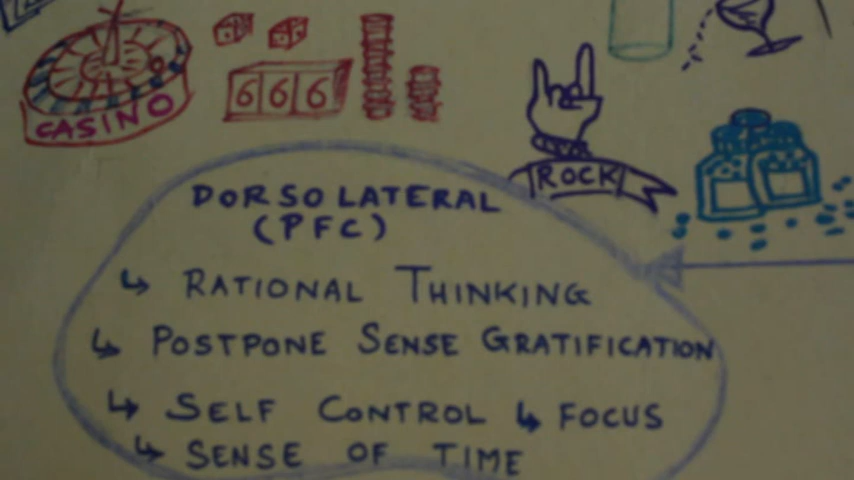 CASINO
666
ROCK
DORSOLATERAL
(PFC)
↳ RATIONAL THINKING
↳ POSTPONE SENSE GRATIFICATION
↳ SELF CONTROL ↳ FOCUS
↳ SENSE OF TIME